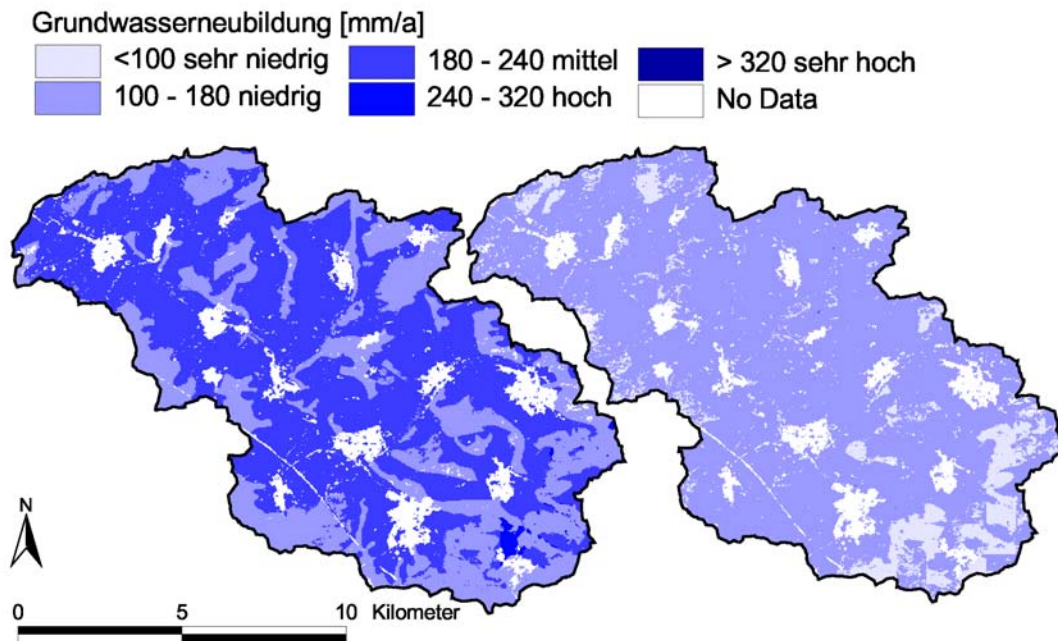 Grundwasserneubildung [mm/a]
<100 sehr niedrig
180 - 240 mittel
> 320 sehr hoch
100 - 180 niedrig
240 - 320 hoch
No Data
N
0 5 10 Kilometer